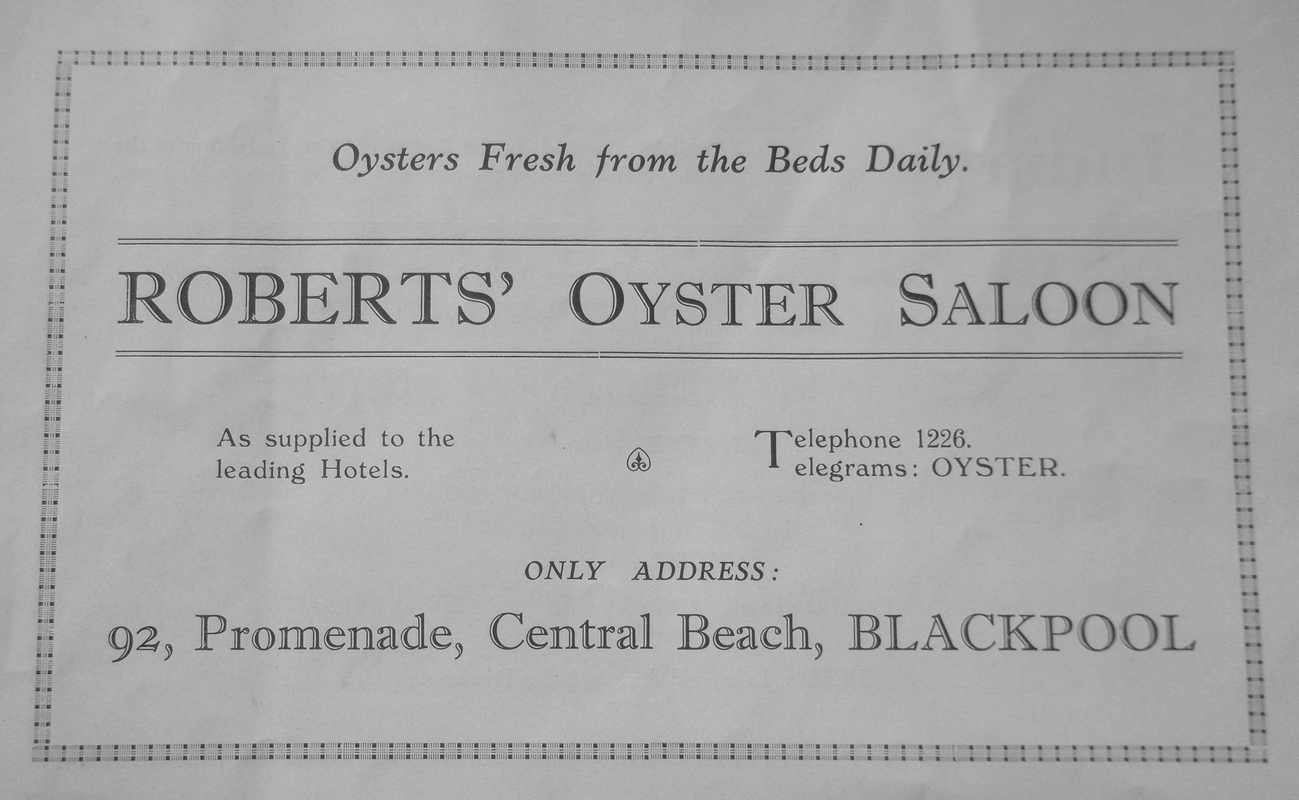 Oysters Fresh from the Beds Daily.
ROBERTS' OYSTER SALOON
As supplied to the
leading Hotels.
Telephone 1226.
Telegrams: OYSTER.
ONLY ADDRESS:
92, Promenade, Central Beach, BLACKPOOL